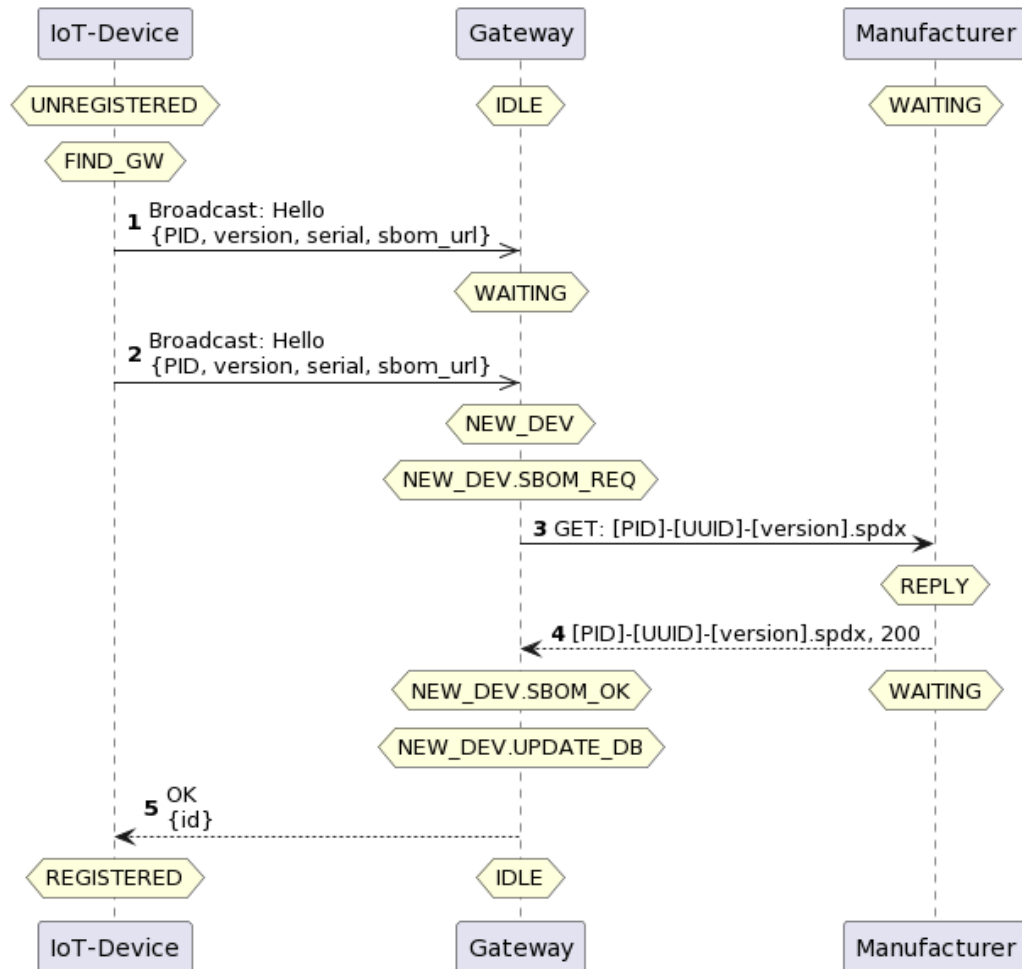 IoT-Device Gateway Manufacturer
UNREGISTERED IDLE WAITING
FIND_GW
1 Broadcast: Hello
{PID, version, serial, sbom_url}
WAITING
2 Broadcast: Hello
{PID, version, serial, sbom_url}
NEW_DEV
NEW_DEV.SBOM_REQ
3 GET: [PID]-[UUID]-[version].spdx
REPLY
4 [PID]-[UUID]-[version].spdx, 200
NEW_DEV.SBOM_OK WAITING
NEW_DEV.UPDATE_DB
5 OK
{id}
REGISTERED IDLE
IoT-Device Gateway Manufacturer